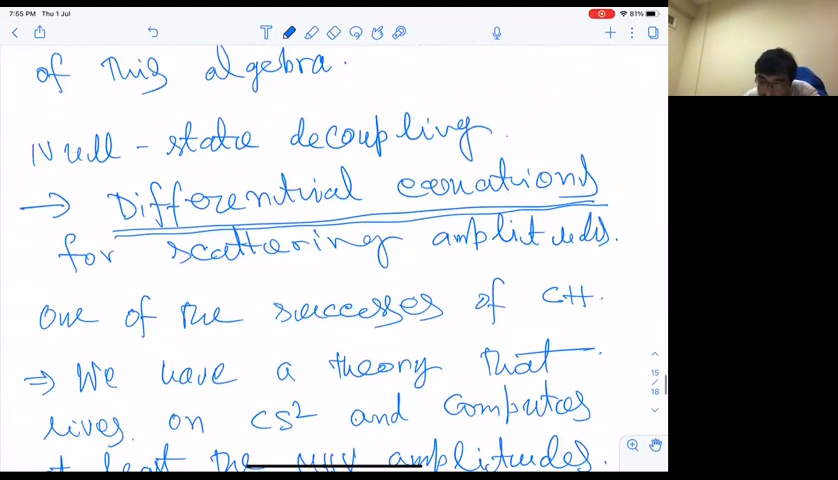 7:55 PM Thu 1 Jul
81%
of this algebra.
Null-state decoupling.
→ Differential equations
for scattering amplitudes.
One of the successes of CH.
⇒ We have a theory that
lives on CS²  and computes
at least the MHV amplitudes.
15
/
18